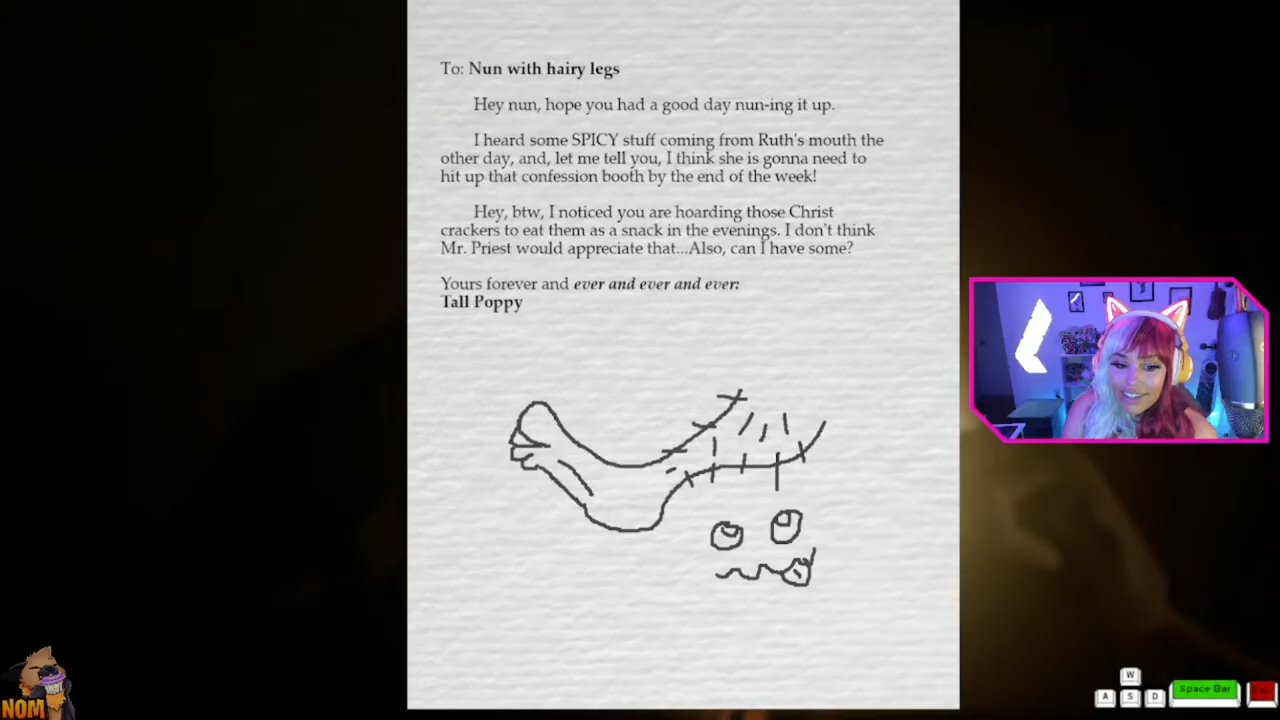 To: Nun with hairy legs
Hey nun, hope you had a good day nun-ing it up.
I heard some SPICY stuff coming from Ruth's mouth the
other day, and, let me tell you, I think she is gonna need to
hit up that confession booth by the end of the week!
Hey, btw, I noticed you are hoarding those Christ
crackers to eat them as a snack in the evenings. I don't think
Mr. Priest would appreciate that...Also, can I have some?
Yours forever and ever and ever and ever:
Tall Poppy
NOM
W
A S D Space Bar